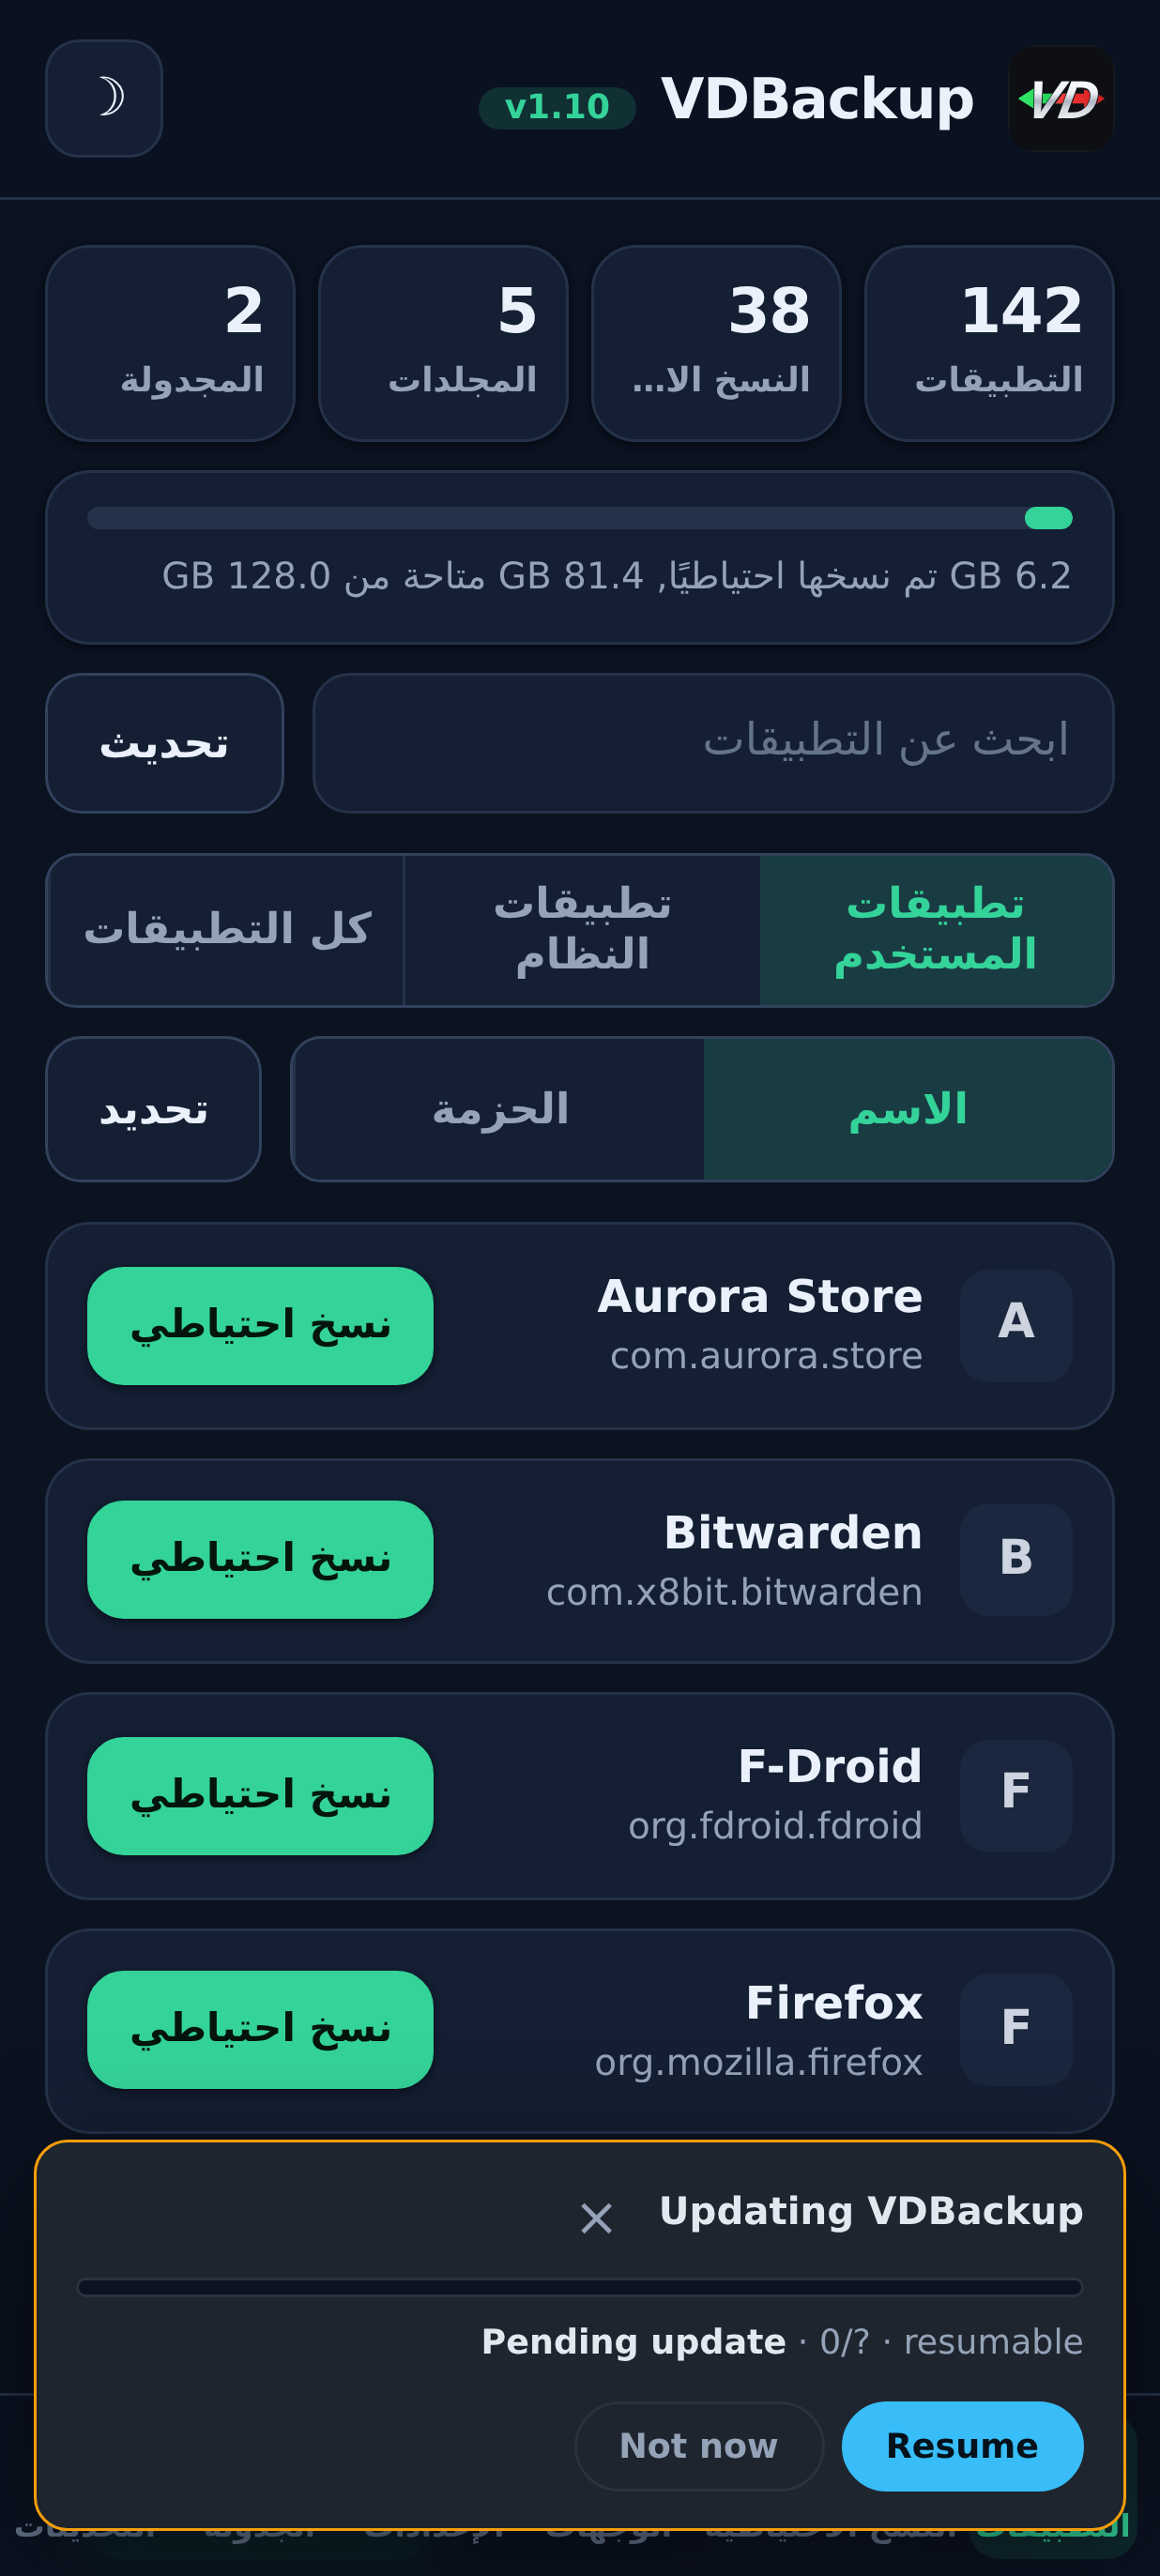 VDBackup v1.10
142
التطبيقات
38
النسخ الا...
5
المجلدات
2
المجدولة
6.2 GB تم نسخها احتياطيًا, 81.4 GB متاحة من 128.0 GB
ابحث عن التطبيقات
تحديث
تطبيقات المستخدم
تطبيقات النظام
كل التطبيقات
الاسم
الحزمة
تحديد
A
Aurora Store
com.aurora.store
نسخ احتياطي
B
Bitwarden
com.x8bit.bitwarden
نسخ احتياطي
F
F-Droid
org.fdroid.fdroid
نسخ احتياطي
F
Firefox
org.mozilla.firefox
نسخ احتياطي
Updating VDBackup ×
Pending update · 0/? · resumable
Resume
Not now